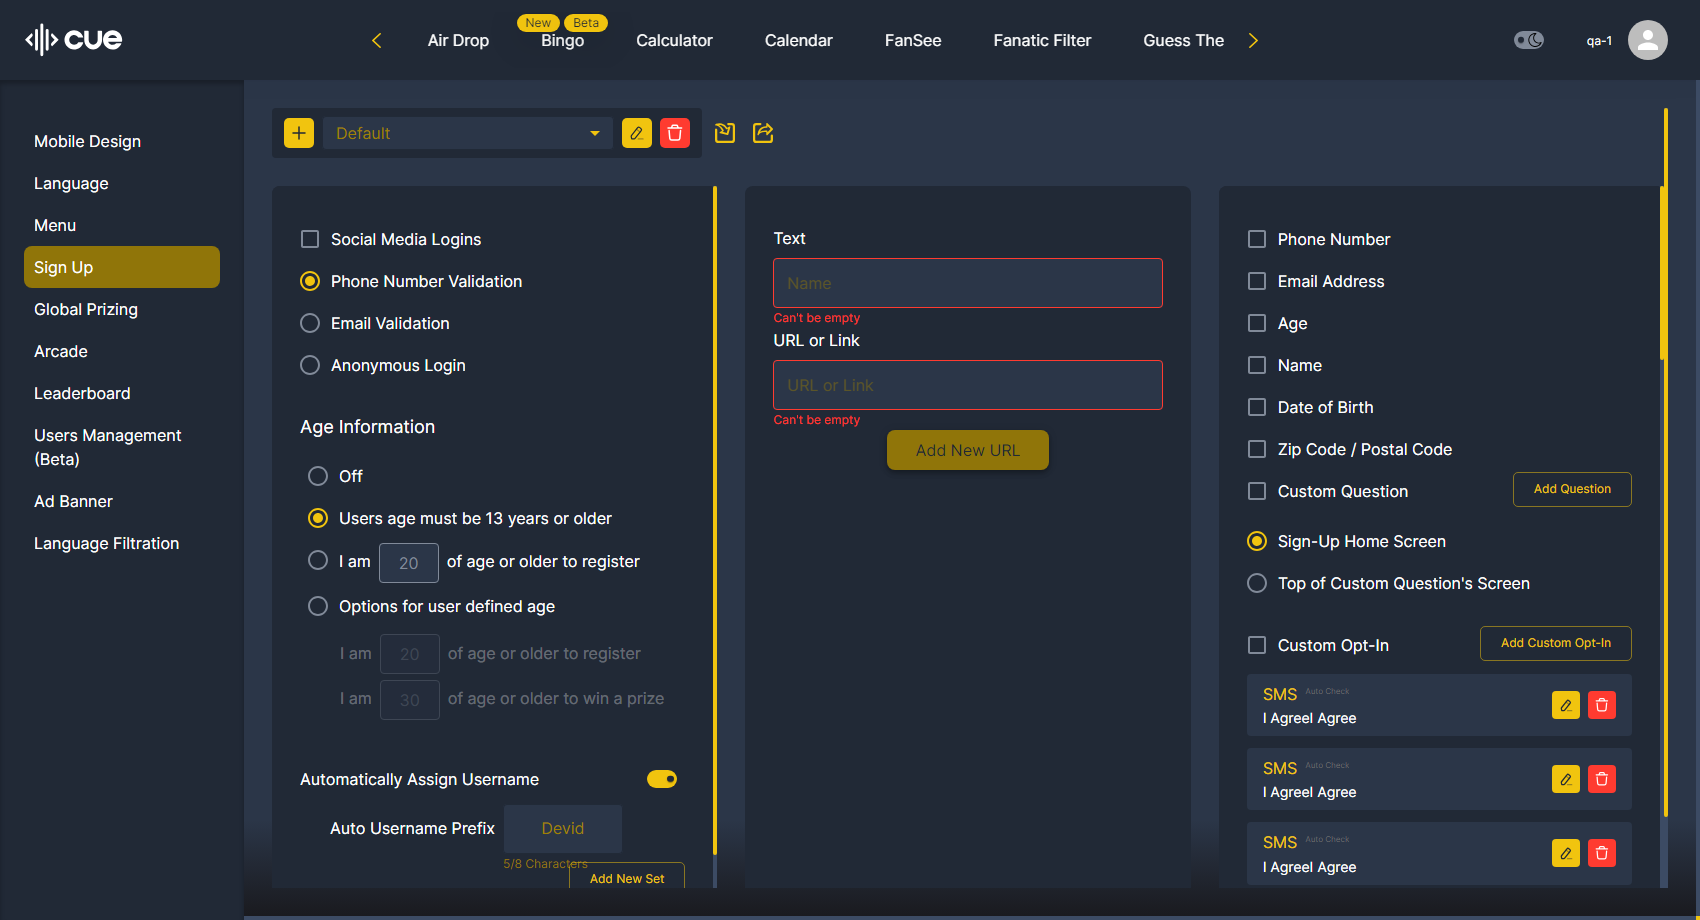 cue
Air Drop
New
Beta
Bingo
Calculator
Calendar
FanSee
Fanatic Filter
Guess The
qa-1
Mobile Design
Language
Menu
Sign Up
Global Prizing
Arcade
Leaderboard
Users Management
(Beta)
Ad Banner
Language Filtration
Default
Social Media Logins
Phone Number Validation
Email Validation
Anonymous Login
Age Information
Off
Users age must be 13 years or older
I am 20 of age or older to register
Options for user defined age
I am 20 of age or older to register
I am 30 of age or older to win a prize
Automatically Assign Username
Auto Username Prefix Devid
5/8 Characters
Add New Set
Text
Name
Can't be empty
URL or Link
URL or Link
Can't be empty
Add New URL
Phone Number
Email Address
Age
Name
Date of Birth
Zip Code / Postal Code
Custom Question
Add Question
Sign-Up Home Screen
Top of Custom Question's Screen
Custom Opt-In
Add Custom Opt-In
SMS Auto Check
I AgreeI Agree
SMS Auto Check
I AgreeI Agree
SMS Auto Check
I AgreeI Agree